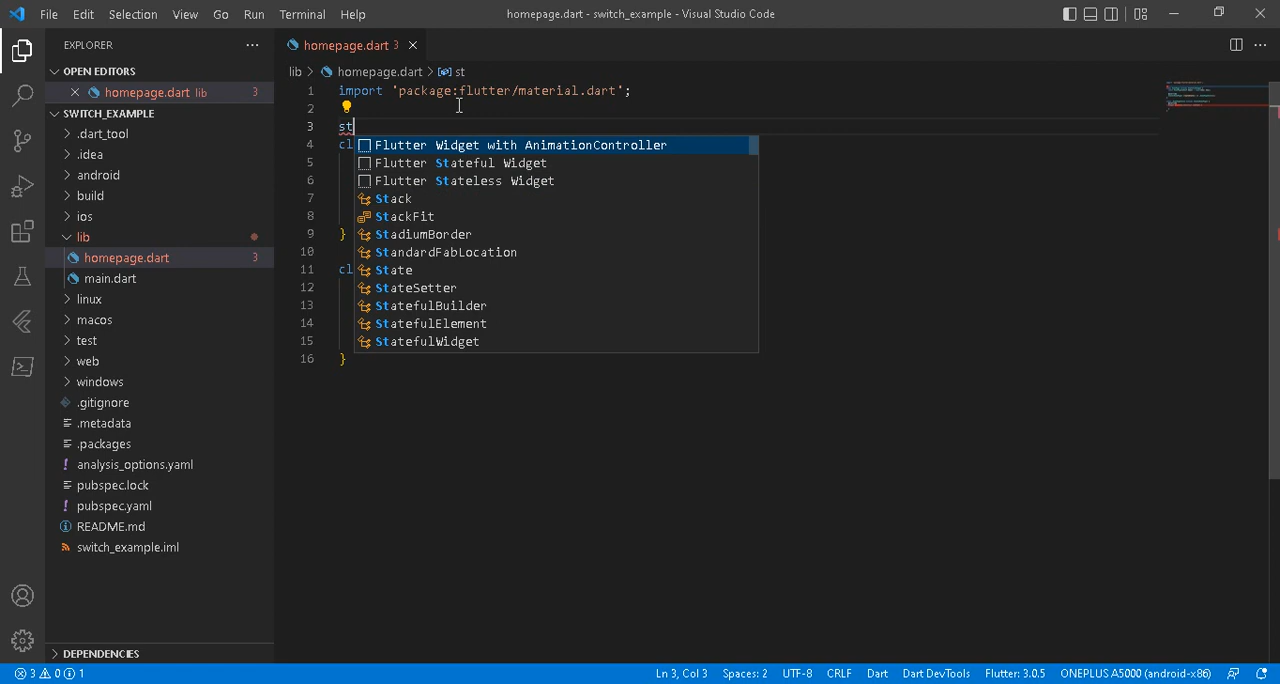 File Edit Selection View Go Run Terminal Help
homepage.dart - switch_example - Visual Studio Code
EXPLORER
OPEN EDITORS
homepage.dart lib 3
SWITCH_EXAMPLE
.dart_tool
.idea
android
build
ios
lib
homepage.dart 3
main.dart
linux
macos
test
web
windows
.gitignore
.metadata
.packages
analysis_options.yaml
pubspec.lock
pubspec.yaml
README.md
switch_example.iml
DEPENDENCIES
homepage.dart 3
lib > homepage.dart > st
1 import 'package:flutter/material.dart';
2
3 st
4 cl
5
6
7
8
9 }
10
11 cl
12
13
14
15
16 }
Flutter Widget with AnimationController
Flutter Stateful Widget
Flutter Stateless Widget
Stack
StackFit
StadiumBorder
StandardFabLocation
State
StateSetter
StatefulBuilder
StatefulElement
StatefulWidget
3 0 1
Ln 3, Col 3 Spaces: 2 UTF-8 CRLF Dart Dart DevTools Flutter: 3.0.5 ONEPLUS A5000 (android-x86)